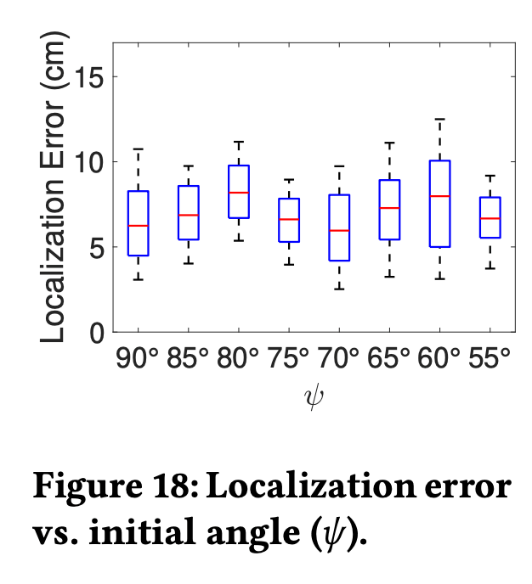 Localization Error (cm)
15
10
5
0
90° 85° 80° 75° 70° 65° 60° 55°
ψ
Figure 18: Localization error
vs. initial angle (ψ).